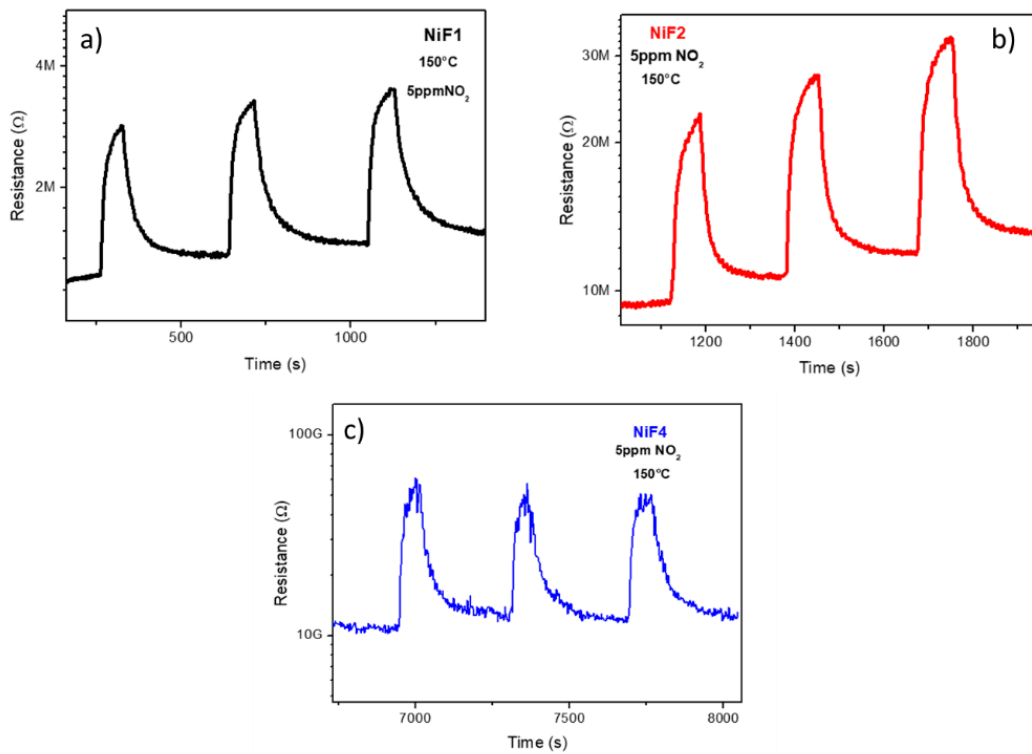 a)
NiF1
150°C
5ppmNO₂
4M
2M
Resistance (Ω)
500
1000
Time (s)
b)
NiF2
5ppm NO₂
150°C
30M
20M
10M
Resistance (Ω)
1200
1400
1600
1800
Time (s)
c)
NiF4
5ppm NO₂
150°C
100G
10G
Resistance (Ω)
7000
7500
8000
Time (s)